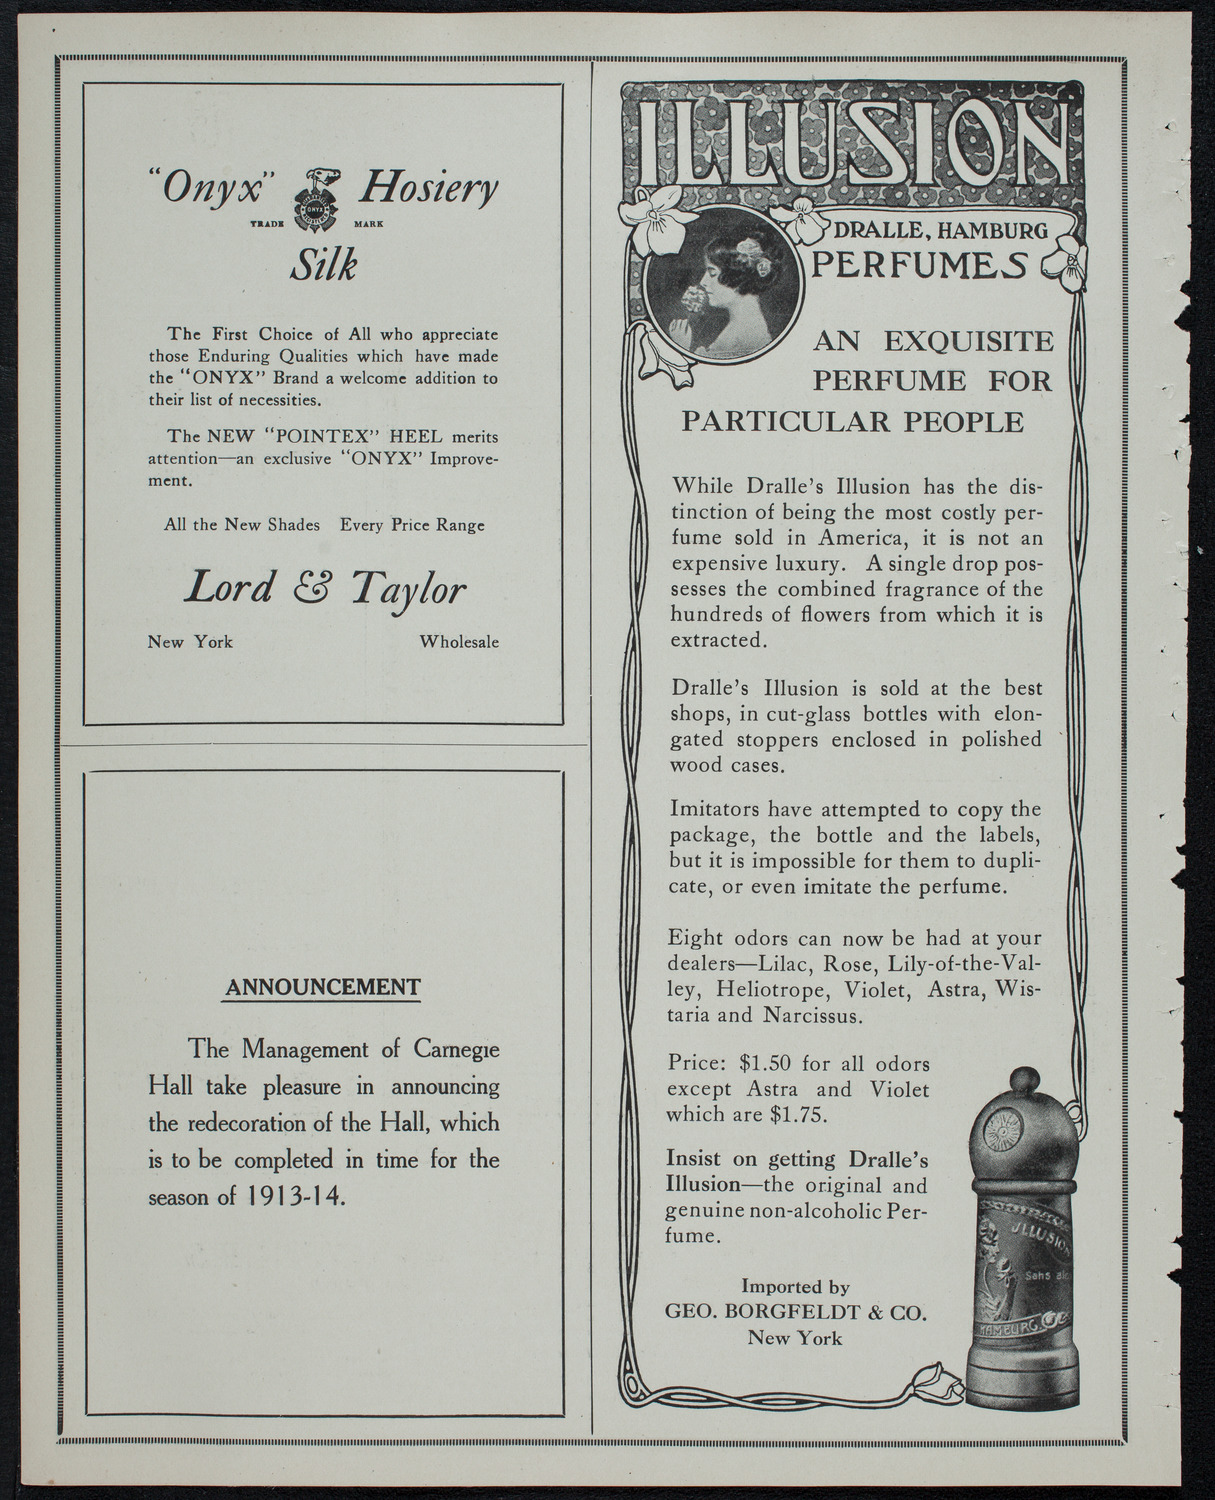 "Onyx" Hosiery
ONYX
TRADE MARK
Silk
The First Choice of All who appreciate
those Enduring Qualities which have made
the "ONYX" Brand a welcome addition to
their list of necessities.
The NEW "POINTEX" HEEL merits
attention—an exclusive "ONYX" Improve-
ment.
All the New Shades Every Price Range
Lord & Taylor
New York Wholesale
ANNOUNCEMENT
The Management of Carnegie
Hall take pleasure in announcing
the redecoration of the Hall, which
is to be completed in time for the
season of 1913-14.
ILLUSION
DRALLE, HAMBURG
PERFUMES
AN EXQUISITE
PERFUME FOR
PARTICULAR PEOPLE
While Dralle's Illusion has the dis-
tinction of being the most costly per-
fume sold in America, it is not an
expensive luxury. A single drop pos-
sesses the combined fragrance of the
hundreds of flowers from which it is
extracted.
Dralle's Illusion is sold at the best
shops, in cut-glass bottles with elon-
gated stoppers enclosed in polished
wood cases.
Imitators have attempted to copy the
package, the bottle and the labels,
but it is impossible for them to dupli-
cate, or even imitate the perfume.
Eight odors can now be had at your
dealers—Lilac, Rose, Lily-of-the-Val-
ley, Heliotrope, Violet, Astra, Wis-
taria and Narcissus.
Price: $1.50 for all odors
except Astra and Violet
which are $1.75.
Insist on getting Dralle's
Illusion—the original and
genuine non-alcoholic Per-
fume.
Imported by
GEO. BORGFELDT & CO.
New York
ILLUSION
HAMBURG